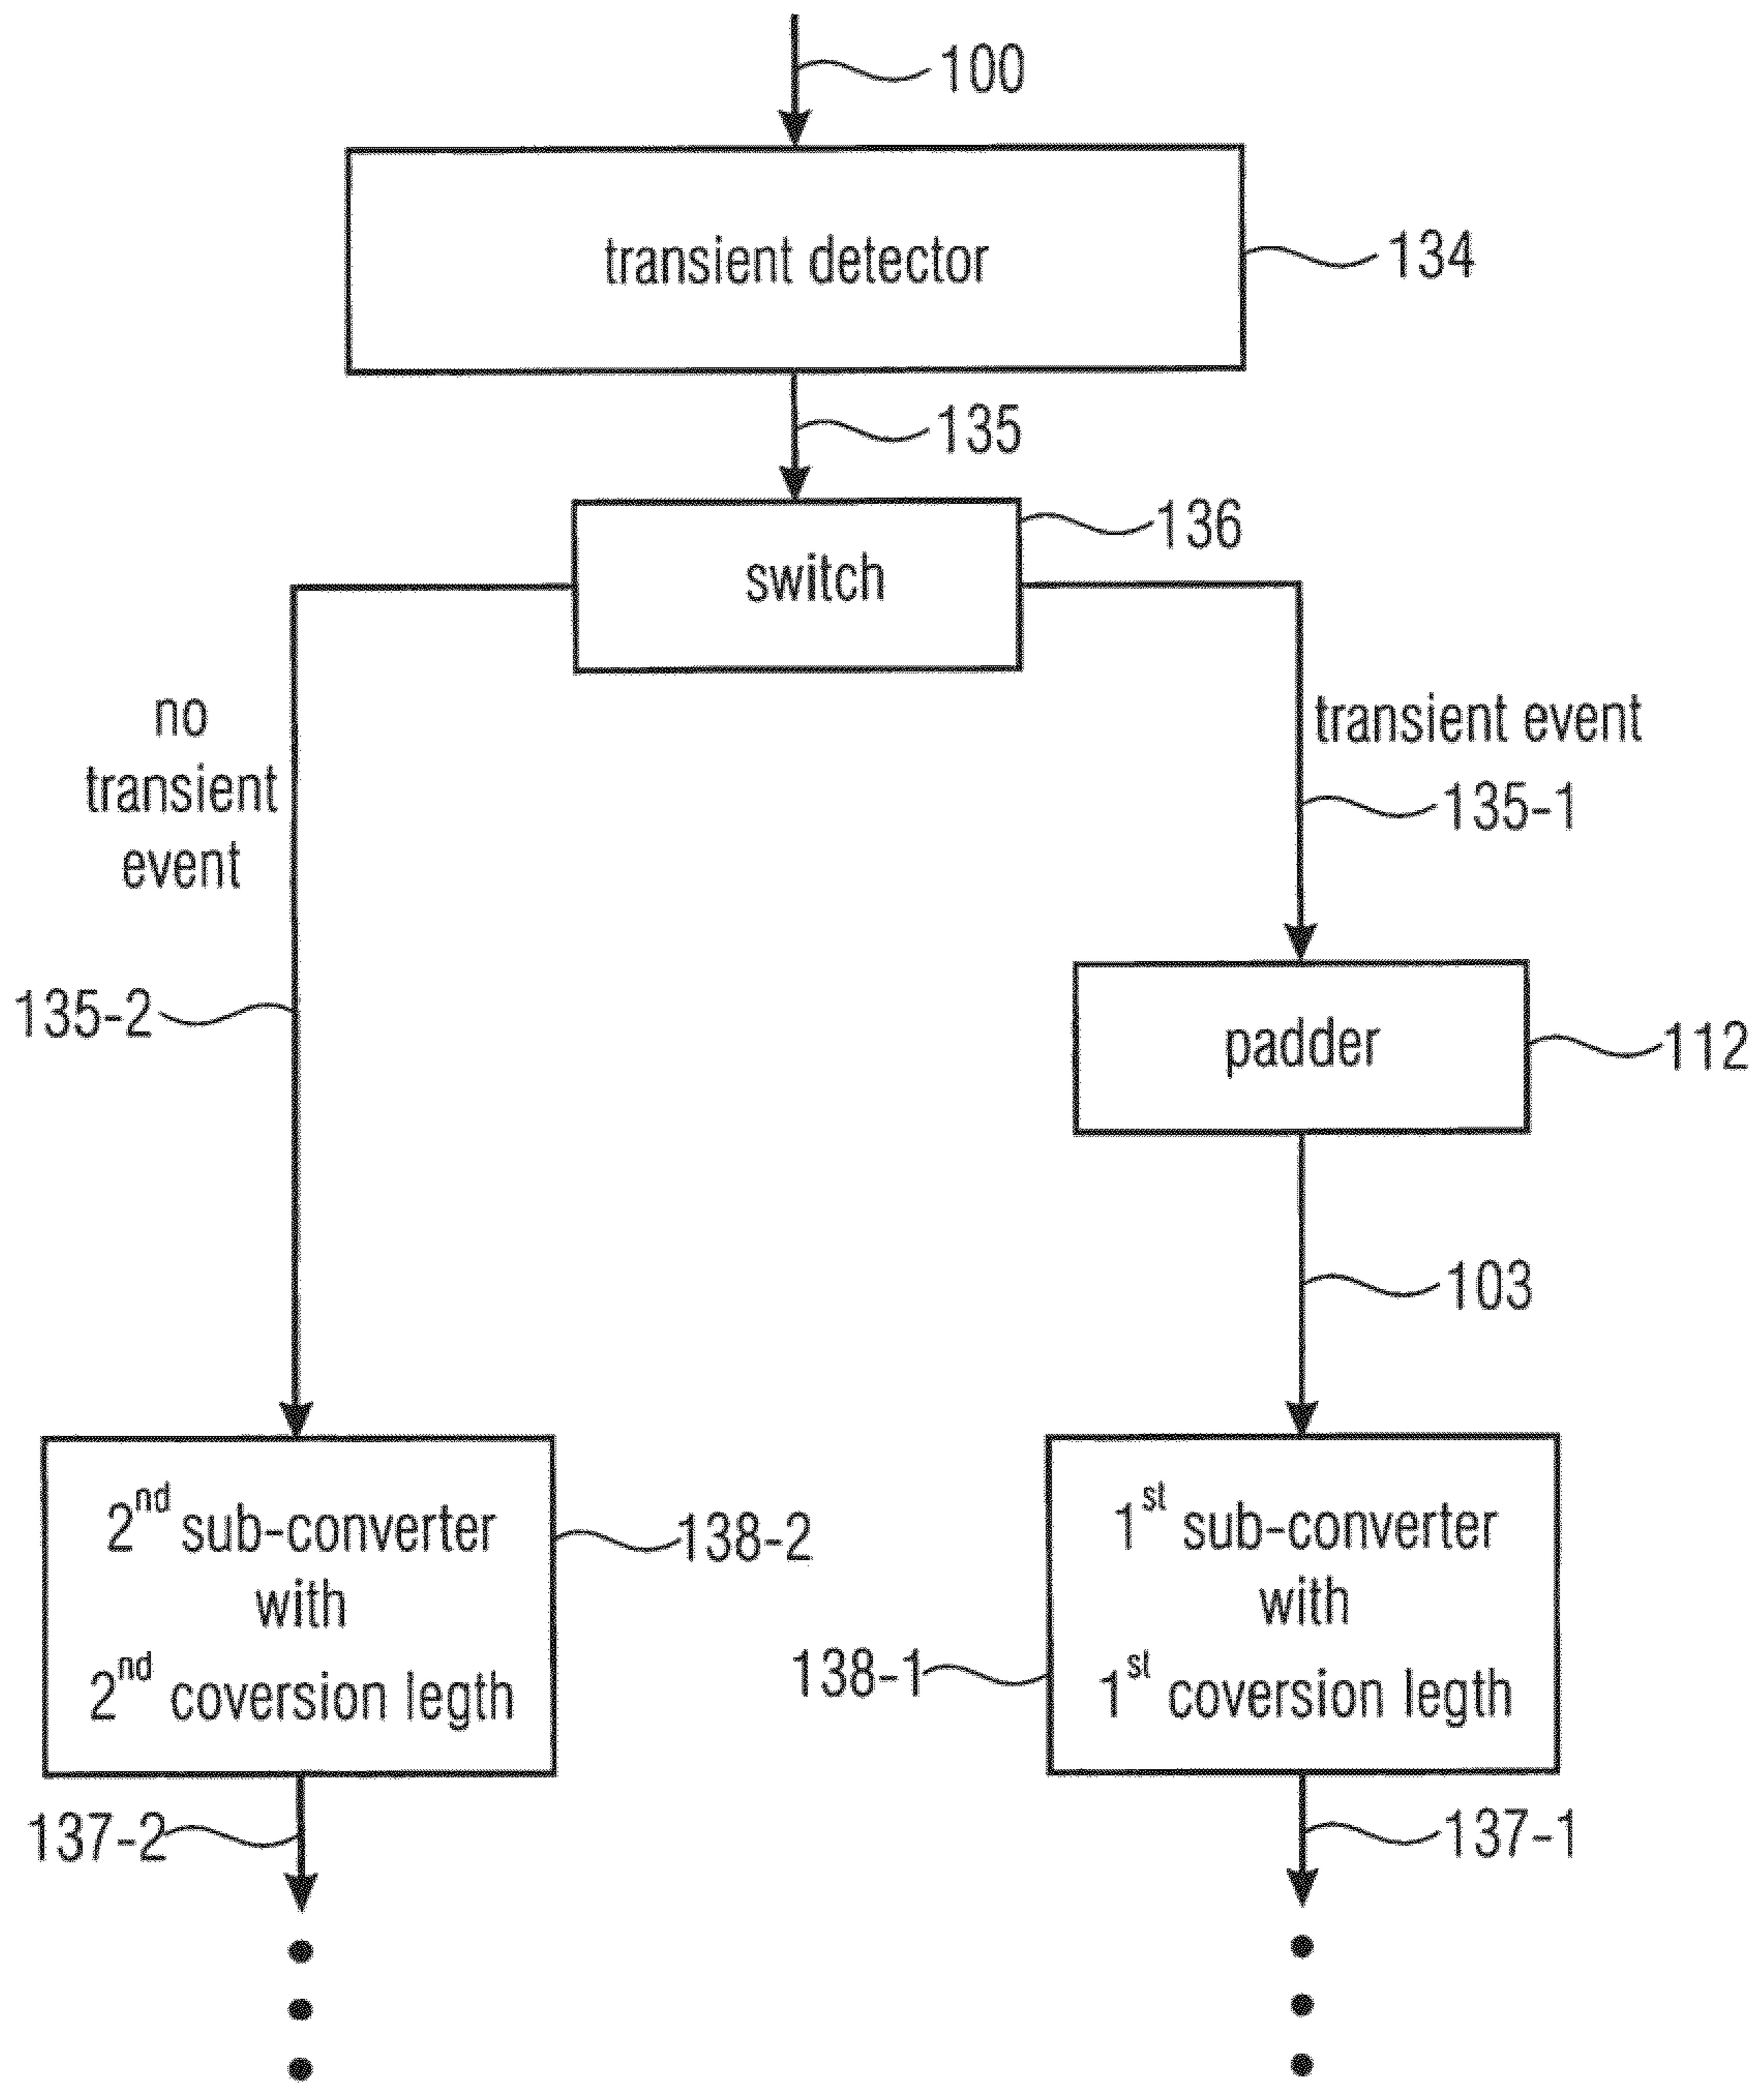 100
transient detector
134
135
136
switch
no
transient
event
transient event
135-1
135-2
padder
112
103
2nd sub-converter
with
2nd coversion legth
138-2
1st sub-converter
with
1st coversion legth
138-1
137-2
137-1